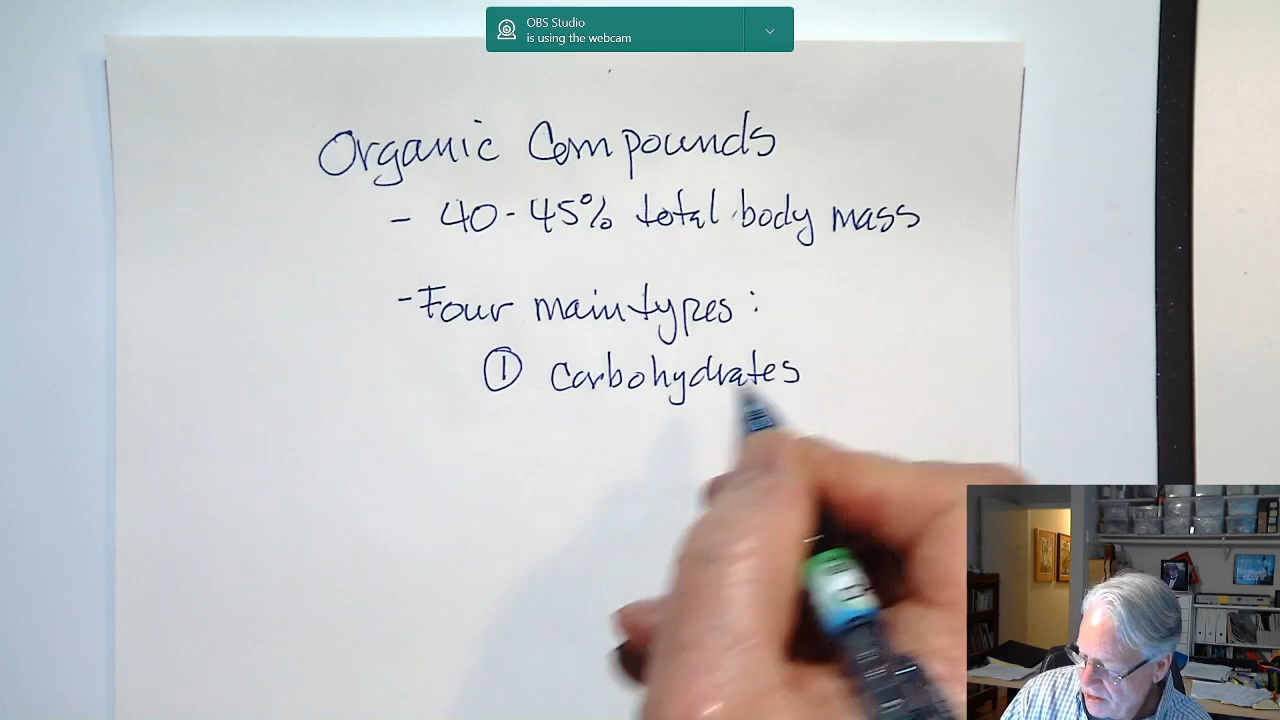 OBS Studio
is using the webcam
Organic Compounds
- 40-45% total body mass
- Four main types:
① carbohydrates